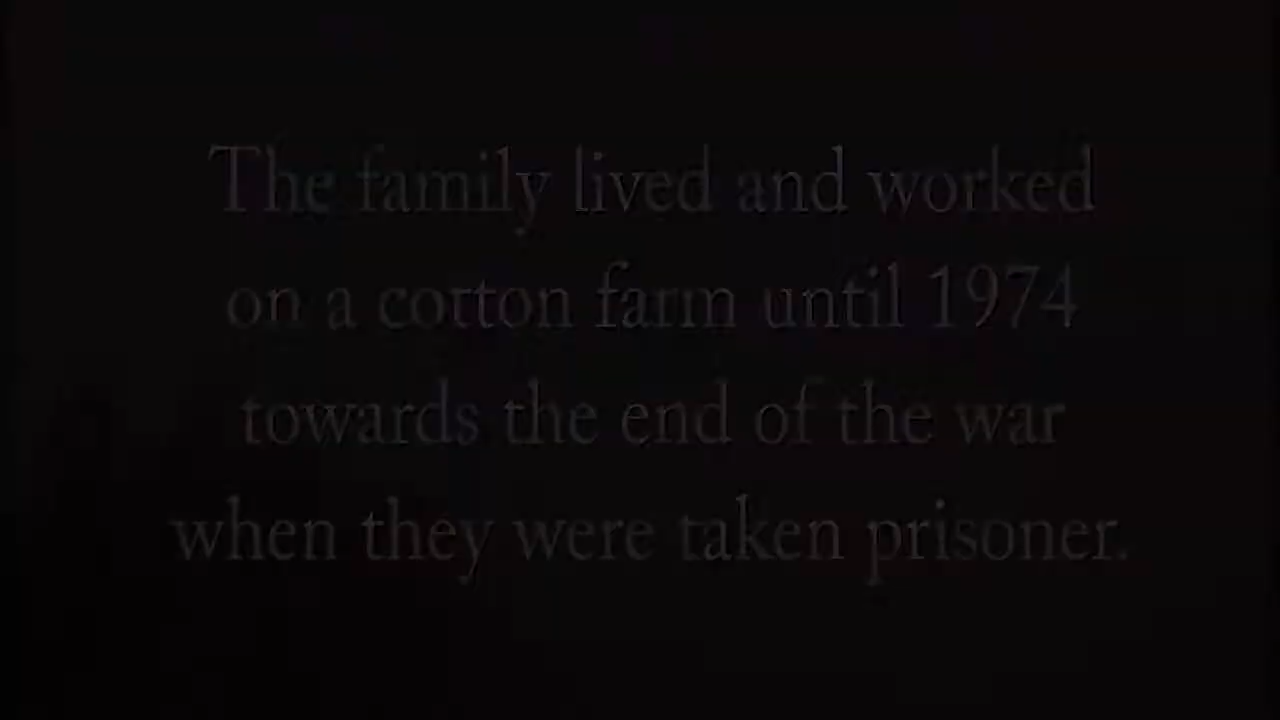 The family lived and worked
on a cotton farm until 1974
towards the end of the war
when they were taken prisoner.